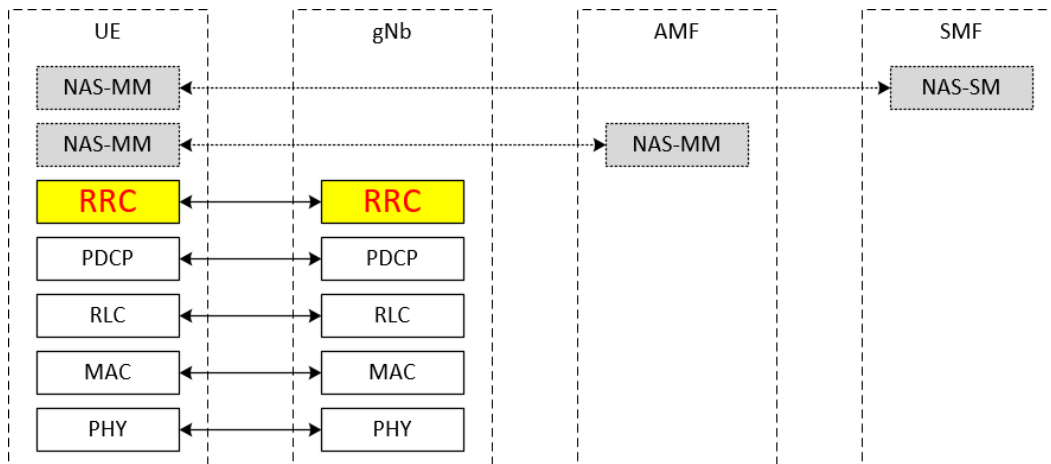 UE gNb AMF SMF
NAS-MM NAS-SM
NAS-MM NAS-MM
RRC RRC
PDCP PDCP
RLC RLC
MAC MAC
PHY PHY